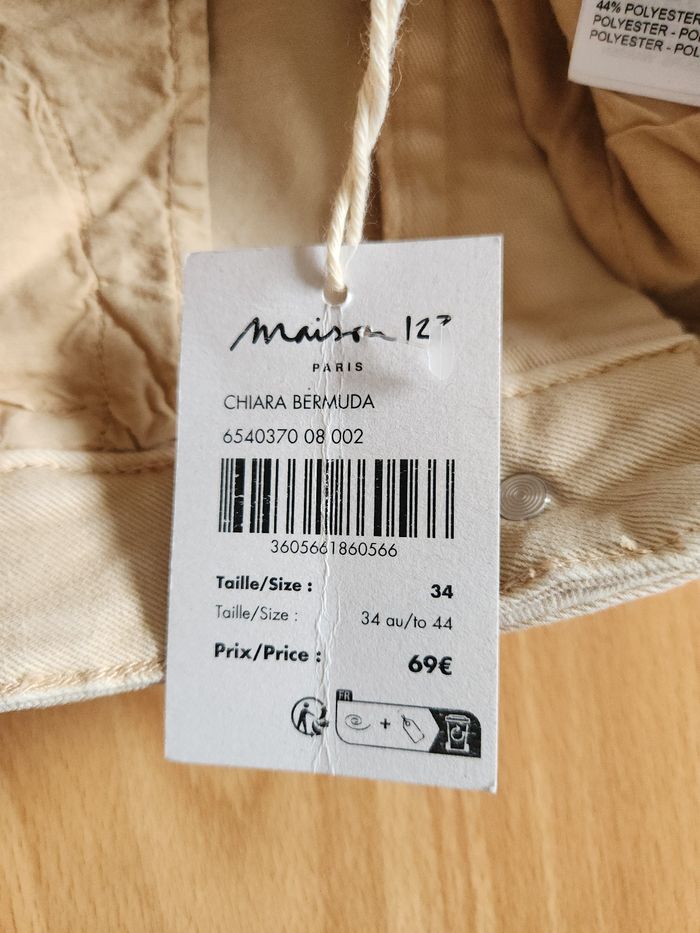 44% POLYESTER
POLYESTER - PO
POLYESTER - POL
maison 123
PARIS
CHIARA BERMUDA
6540370 08 002
3605661860566
Taille/Size : 34
Taille/Size : 34 au/to 44
Prix/Price : 69€
FR
+